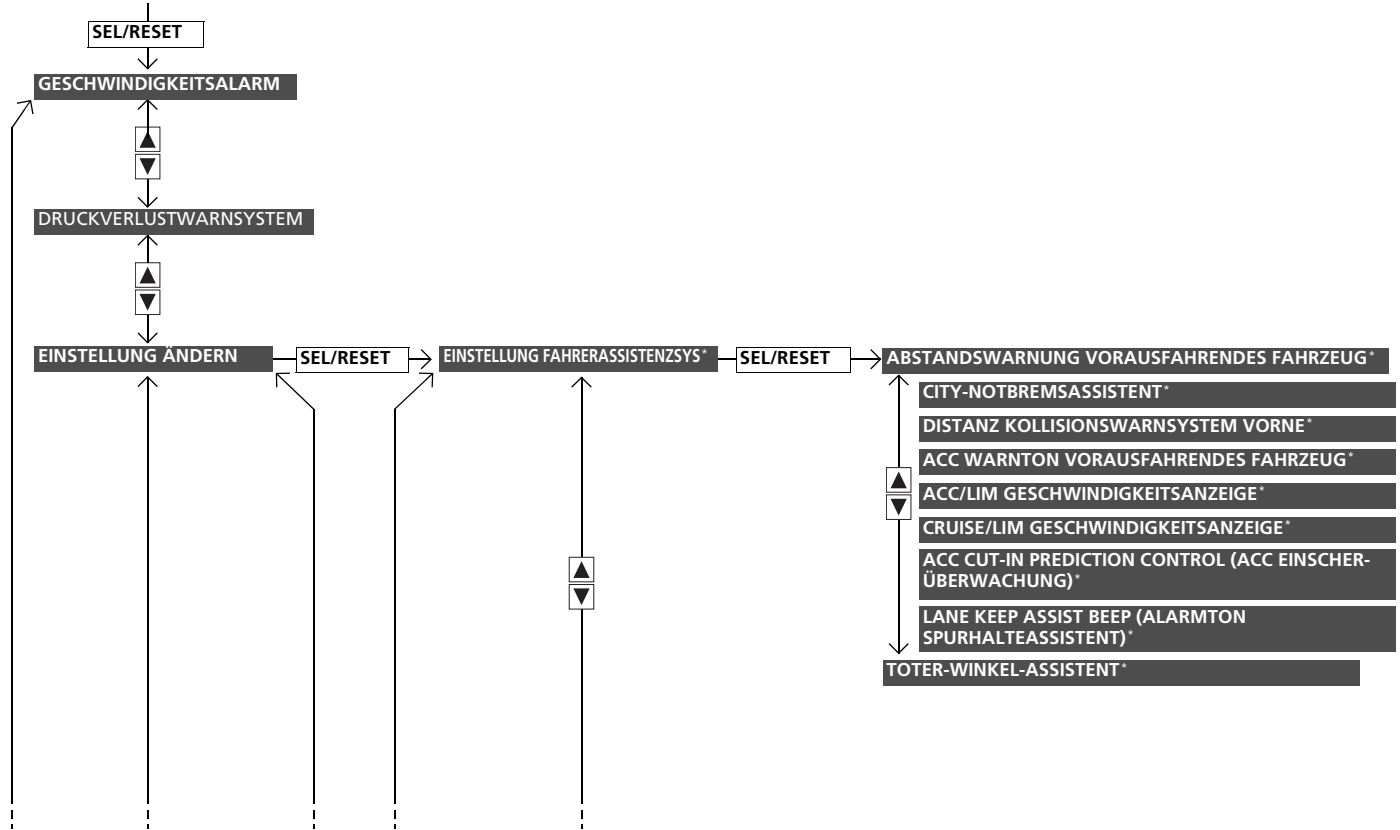 SEL/RESET
GESCHWINDIGKEITSALARM
DRUCKVERLUSTWARNSYSTEM
EINSTELLUNG ÄNDERN
SEL/RESET
EINSTELLUNG FAHRERASSISTENZSYS*
SEL/RESET
ABSTANDSWARNUNG VORAUSFAHRENDES FAHRZEUG*
CITY-NOTBREMSASSISTENT*
DISTANZ KOLLISIONSWARNSYSTEM VORNE*
ACC WARNTON VORAUSFAHRENDES FAHRZEUG*
ACC/LIM GESCHWINDIGKEITSANZEIGE*
CRUISE/LIM GESCHWINDIGKEITSANZEIGE*
ACC CUT-IN PREDICTION CONTROL (ACC EINSCHER-
ÜBERWACHUNG)*
LANE KEEP ASSIST BEEP (ALARMTON
SPURHALTEASSISTENT)*
TOTER-WINKEL-ASSISTENT*